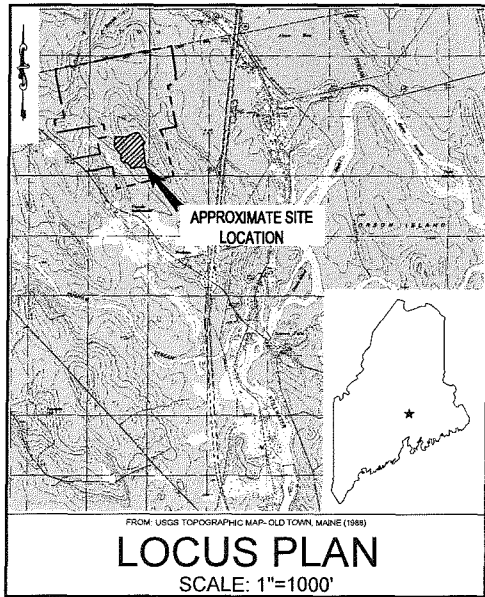 APPROXIMATE SITE
LOCATION
ORSON ISLAND
FROM: USGS TOPOGRAPHIC MAP- OLD TOWN, MAINE (1988)
LOCUS PLAN
SCALE: 1"=1000'